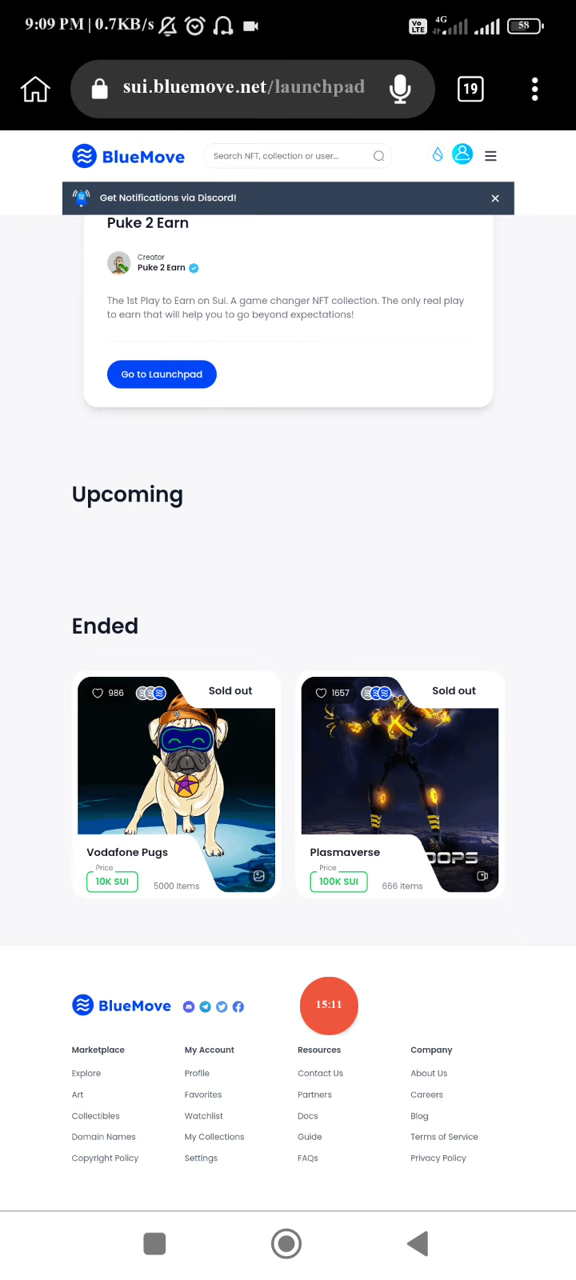 9:09 PM | 0.7KB/s
Vo LTE 4G 58
sui.bluemove.net/launchpad
19
BlueMove
Search NFT, collection or user...
Get Notifications via Discord!
Puke 2 Earn
Creator
Puke 2 Earn
The 1st Play to Earn on Sui. A game changer NFT collection. The only real play
to earn that will help you to go beyond expectations!
Go to Launchpad
Upcoming
Ended
986
Sold out
Vodafone Pugs
Price
10K SUI
5000 items
1657
Sold out
OOPS
Plasmaverse
Price
100K SUI
666 items
BlueMove
15:11
Marketplace
Explore
Art
Collectibles
Domain Names
Copyright Policy
My Account
Profile
Favorites
Watchlist
My Collections
Settings
Resources
Contact Us
Partners
Docs
Guide
FAQs
Company
About Us
Careers
Blog
Terms of Service
Privacy Policy